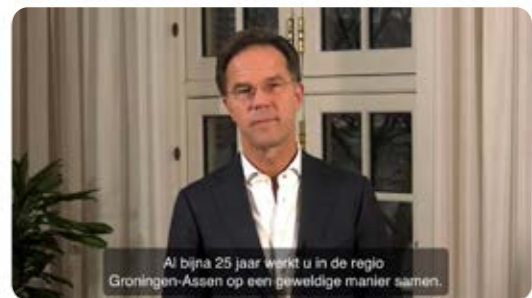 Al bijna 25 jaar werkt u in de regio
Groningen-Assen op een geweldige manier samen.